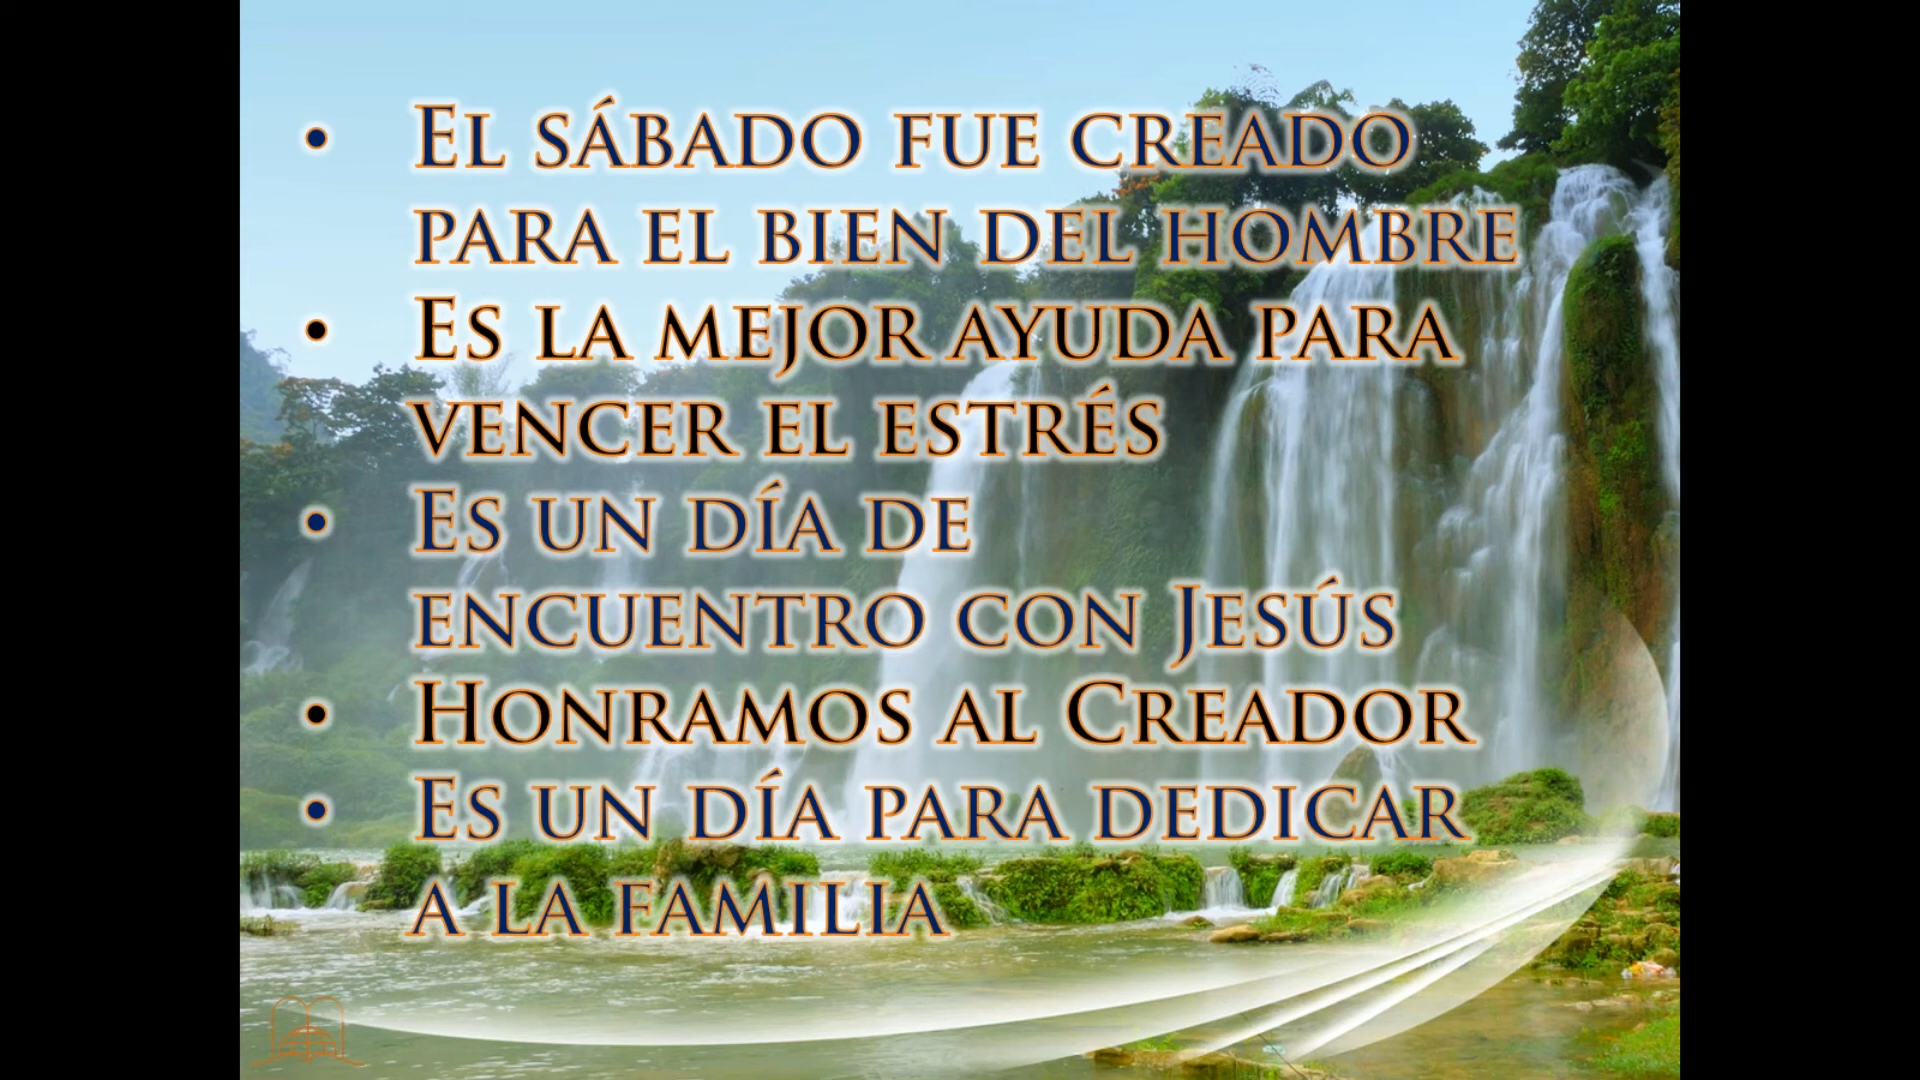 • El sábado fue creado
para el bien del hombre
• Es la mejor ayuda para
vencer el estrés
• Es un día de
encuentro con Jesús
• Honramos al Creador
• Es un día para dedicar
a la familia